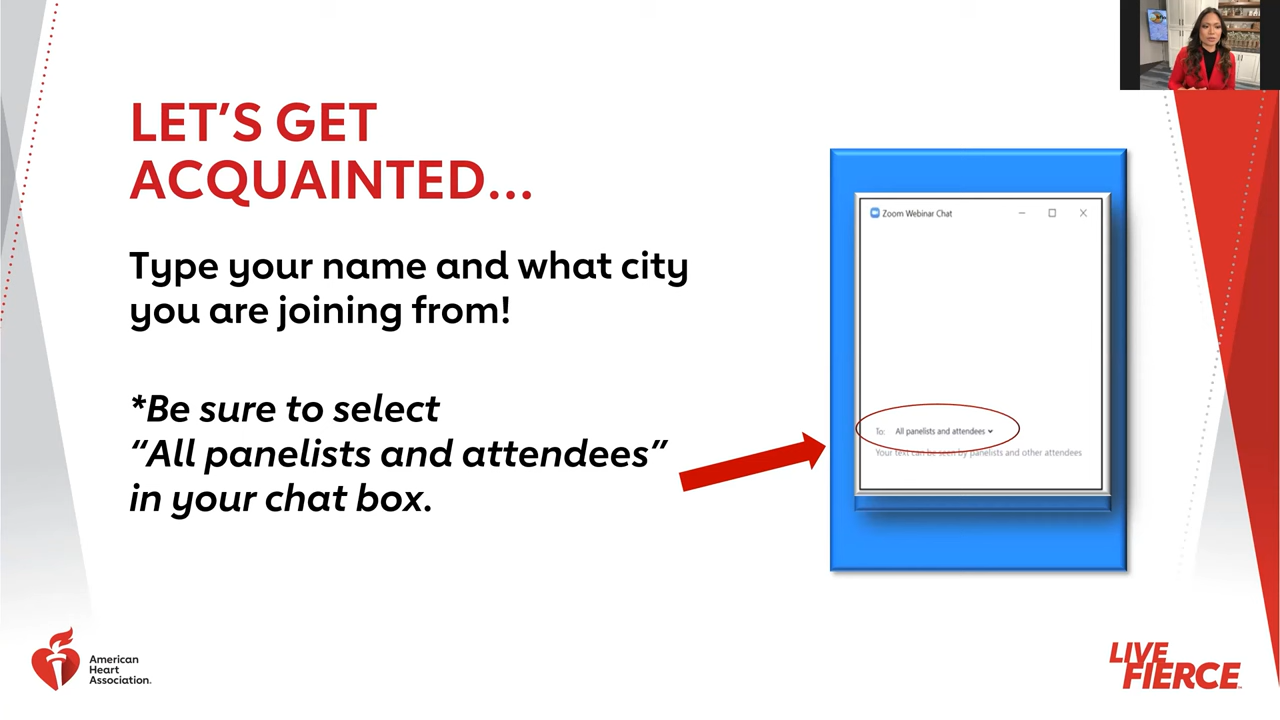 LET'S GET
ACQUAINTED...
Type your name and what city
you are joining from!
*Be sure to select
“All panelists and attendees”
in your chat box.
Zoom Webinar Chat
To: All panelists and attendees
Your text can be seen by panelists and other attendees
American
Heart
Association.
LIVE
FIERCE™